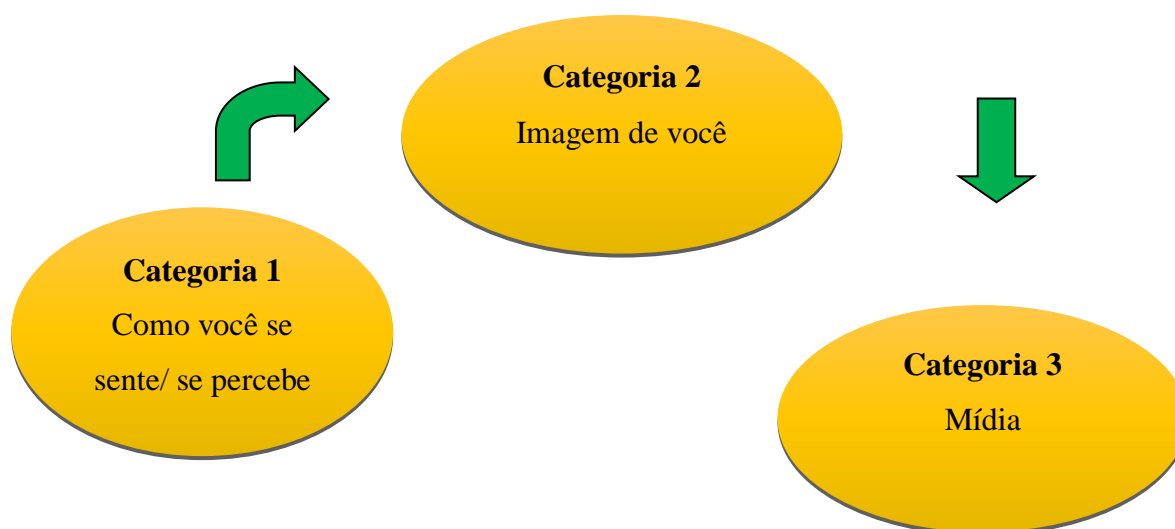 Categoria 1
Como você se
sente/ se percebe
Categoria 2
Imagem de você
Categoria 3
Mídia